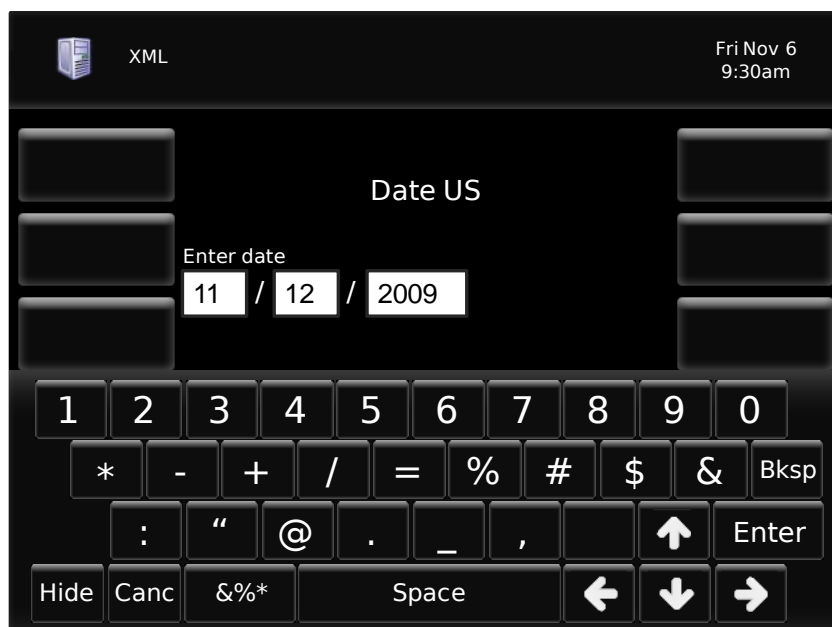 XML
Fri Nov 6
9:30am
Date US
Enter date
11 / 12 / 2009
1 2 3 4 5 6 7 8 9 0
* - + / = % # $ & Bksp
: “ @ . _ , Enter
Hide Canc &%* Space